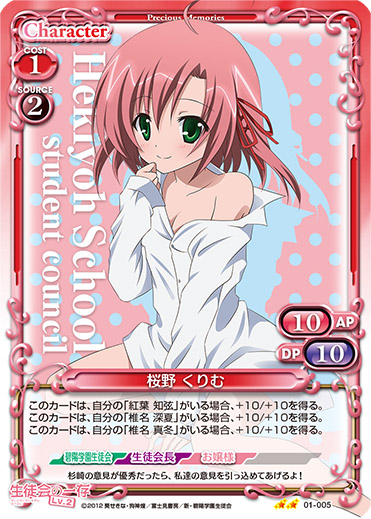 Precious Memories
Character
COST
1
SOURCE
2
Hekiyoh School
student council
10 AP
DP 10
桜野 くりむ
このカードは、自分の「紅葉 知弦」がいる場合、+10/+10を得る。
このカードは、自分の「椎名 深夏」がいる場合、+10/+10を得る。
このカードは、自分の「椎名 真冬」がいる場合、+10/+10を得る。
碧陽学園生徒会 生徒会長 お嬢様
杉崎の意見が優秀だったら、私達の意見を引っ込めてあげるよ!
生徒会の一存
Lv.2
01-005
©2012 葵せきな・狗神煌/富士見書房/新・碧陽学園生徒会